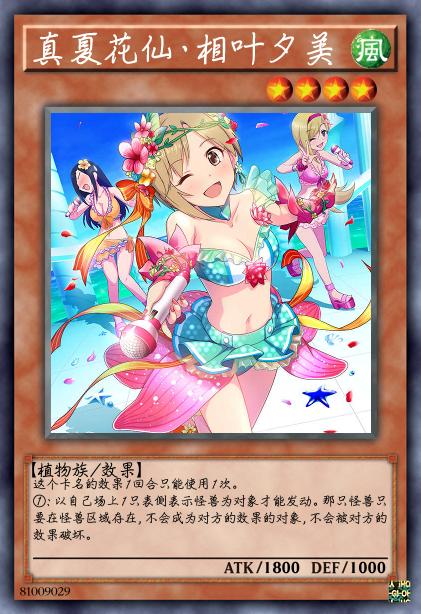 真夏花仙·相叶夕美 風
【植物族/效果】
这个卡名的效果1回合只能使用1次。
①:以自己场上1只表侧表示怪兽为对象才能发动。那只怪兽只
要在怪兽区域存在,不会成为对方的效果的对象,不会被对方的
效果破坏。
ATK/1800 DEF/1000
81009029